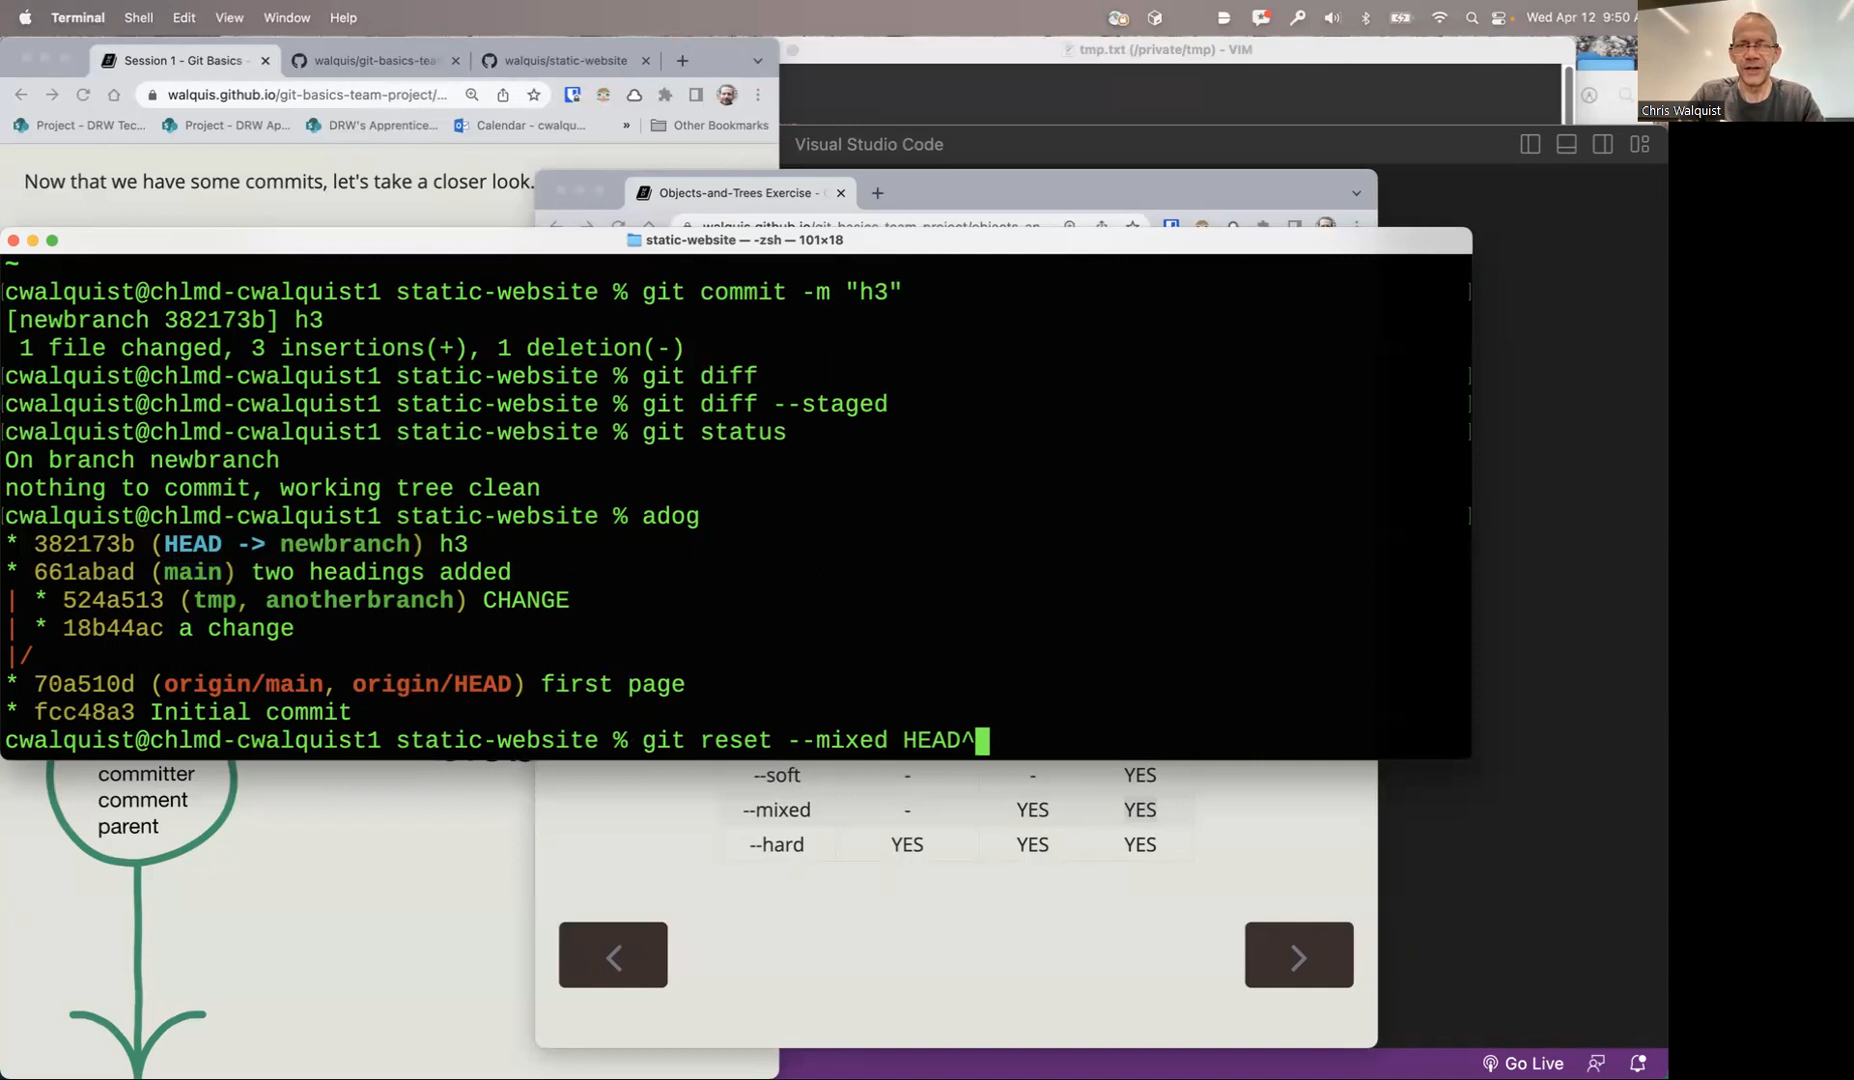 Terminal Shell Edit View Window Help
Wed Apr 12 9:50
Chris Walquist
Session 1 - Git Basics -
walquis/git-basics-tea
walquis/static-website
tmp.txt (/private/tmp) - VIM
walquis.github.io/git-basics-team-project/...
Project - DRW Tec...
Project - DRW Ap...
DRW's Apprentice...
Calendar - cwalqu...
»
Other Bookmarks
Visual Studio Code
Now that we have some commits, let's take a closer look.
Objects-and-Trees Exercise -
static-website — -zsh — 101×18
~
cwalquist@chlmd-cwalquist1 static-website % git commit -m "h3"
[newbranch 382173b] h3
1 file changed, 3 insertions(+), 1 deletion(-)
cwalquist@chlmd-cwalquist1 static-website % git diff
cwalquist@chlmd-cwalquist1 static-website % git diff --staged
cwalquist@chlmd-cwalquist1 static-website % git status
On branch newbranch
nothing to commit, working tree clean
cwalquist@chlmd-cwalquist1 static-website % adog
* 382173b (HEAD -> newbranch) h3
* 661abad (main) two headings added
| * 524a513 (tmp, anotherbranch) CHANGE
| * 18b44ac a change
|/
* 70a510d (origin/main, origin/HEAD) first page
* fcc48a3 Initial commit
cwalquist@chlmd-cwalquist1 static-website % git reset --mixed HEAD^
committer
comment
parent
--soft - - YES
--mixed - YES YES
--hard YES YES YES
Go Live